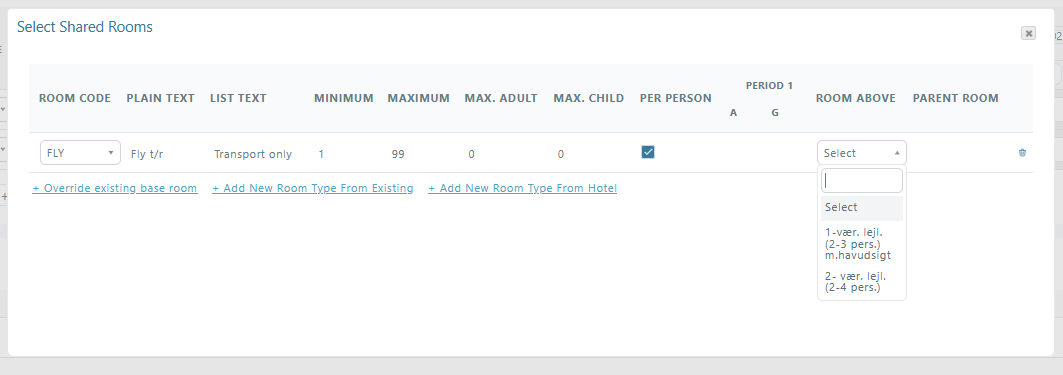 Select Shared Rooms
ROOM CODE PLAIN TEXT LIST TEXT MINIMUM MAXIMUM MAX. ADULT MAX. CHILD PER PERSON PERIOD 1 ROOM ABOVE PARENT ROOM
A G
FLY Fly t/r Transport only 1 99 0 0 Select
+ Override existing base room + Add New Room Type From Existing + Add New Room Type From Hotel
Select
1-vær. lejl.
(2-3 pers.)
m.havudsigt
2- vær. lejl.
(2-4 pers.)